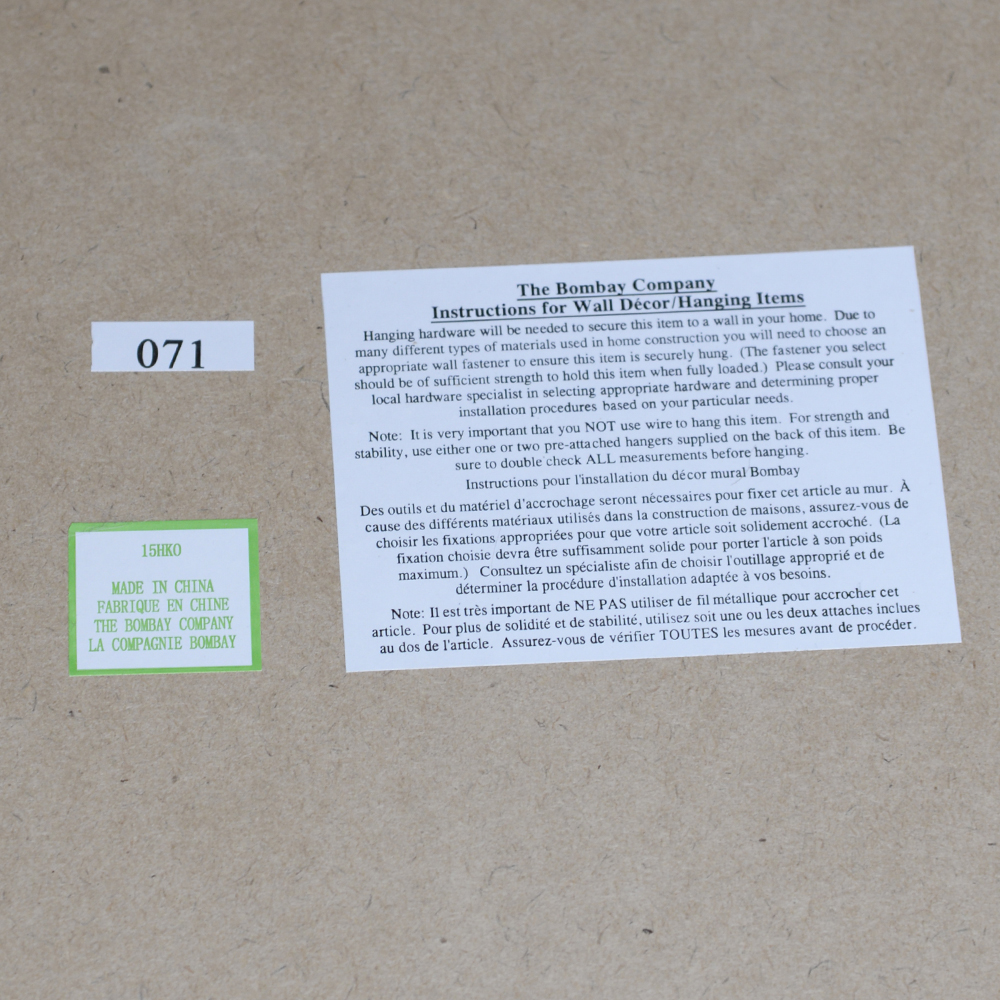 The Bombay Company
Instructions for Wall Décor/Hanging Items
Hanging hardware will be needed to secure this item to a wall in your home. Due to
many different types of materials used in home construction you will need to choose an
appropriate wall fastener to ensure this item is securely hung. (The fastener you select
should be of sufficient strength to hold this item when fully loaded.) Please consult your
local hardware specialist in selecting appropriate hardware and determining proper
installation procedures based on your particular needs.
Note: It is very important that you NOT use wire to hang this item. For strength and
stability, use either one or two pre-attached hangers supplied on the back of this item. Be
sure to double check ALL measurements before hanging.
Instructions pour l'installation du décor mural Bombay
Des outils et du matériel d'accrochage seront nécessaires pour fixer cet article au mur. À
cause des différents matériaux utilisés dans la construction de maisons, assurez-vous de
choisir les fixations appropriées pour que votre article soit solidement accroché. (La
fixation choisie devra être suffisamment solide pour porter l'article à son poids
maximum.) Consultez un spécialiste afin de choisir l'outillage approprié et de
déterminer la procédure d'installation adaptée à vos besoins.
Note: Il est très important de NE PAS utiliser de fil métallique pour accrocher cet
article. Pour plus de solidité et de stabilité, utilisez soit une ou les deux attaches inclues
au dos de l'article. Assurez-vous de vérifier TOUTES les mesures avant de procéder.
071
15HKO
MADE IN CHINA
FABRIQUE EN CHINE
THE BOMBAY COMPANY
LA COMPAGNIE BOMBAY